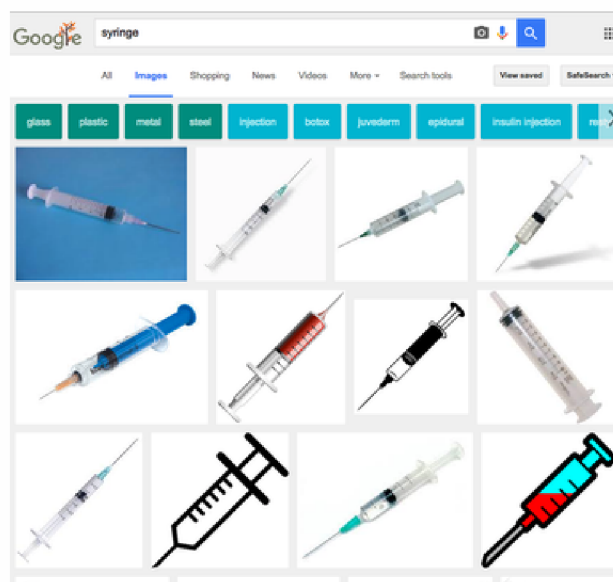 Google syringe
All Images Shopping News Videos More Search tools View saved SafeSearch
glass plastic metal steel injection botox juvederm epidural insulin injection